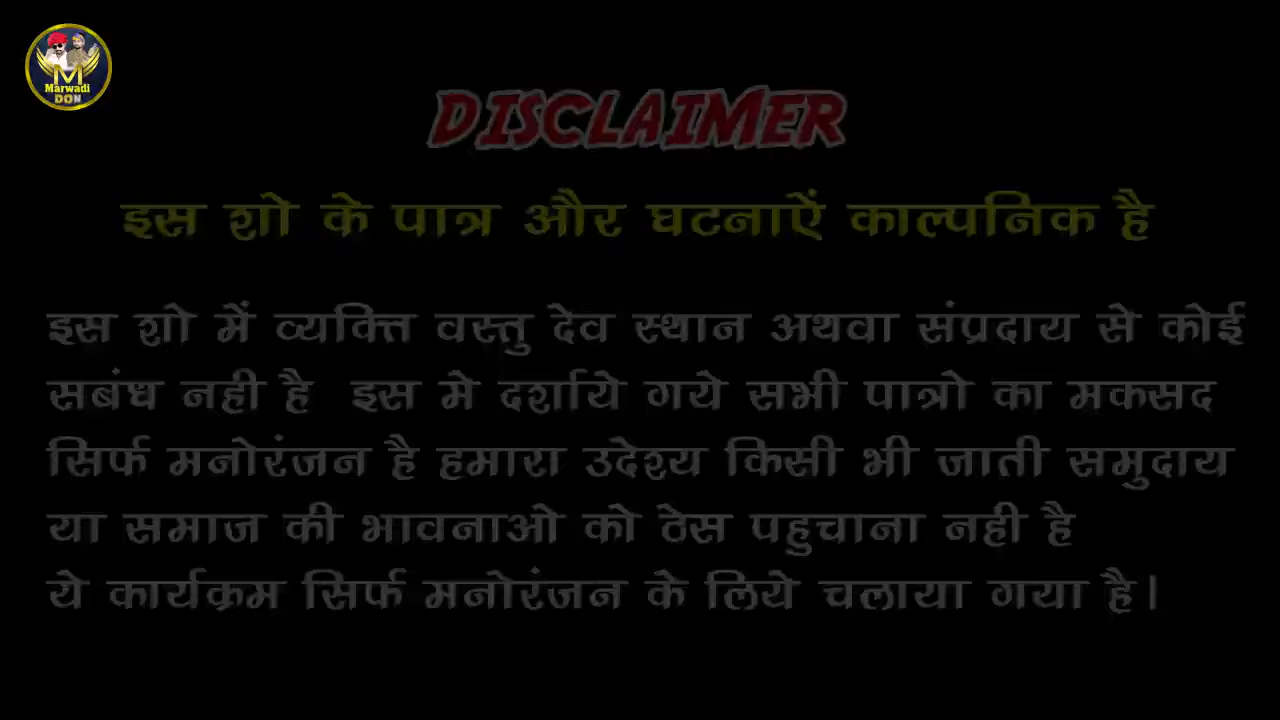 M
Marwadi
DON
DISCLAIMER
इस शो के पात्र और घटनाऐं काल्पनिक है
इस शो में व्यक्ति वस्तु देव स्थान अथवा संप्रदाय से कोई
सबंध नही है इस मे दर्शाये गये सभी पात्रो का मकसद
सिर्फ मनोरंजन है हमारा उदेश्य किसी भी जाती समुदाय
या समाज की भावनाओ को ठेस पहुचाना नही है
ये कार्यक्रम सिर्फ मनोरंजन के लिये चलाया गया है।